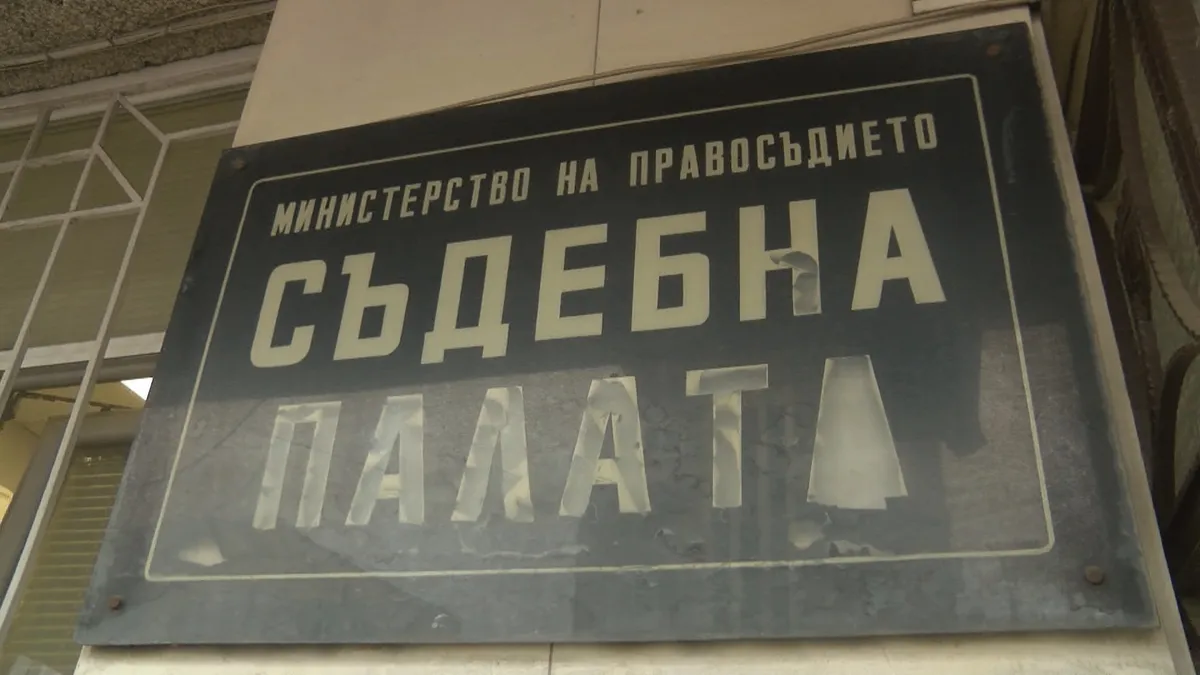 МИНИСТЕРСТВО НА ПРАВОСЪДИЕТО
СЪДЕБНА
ПАЛАТА